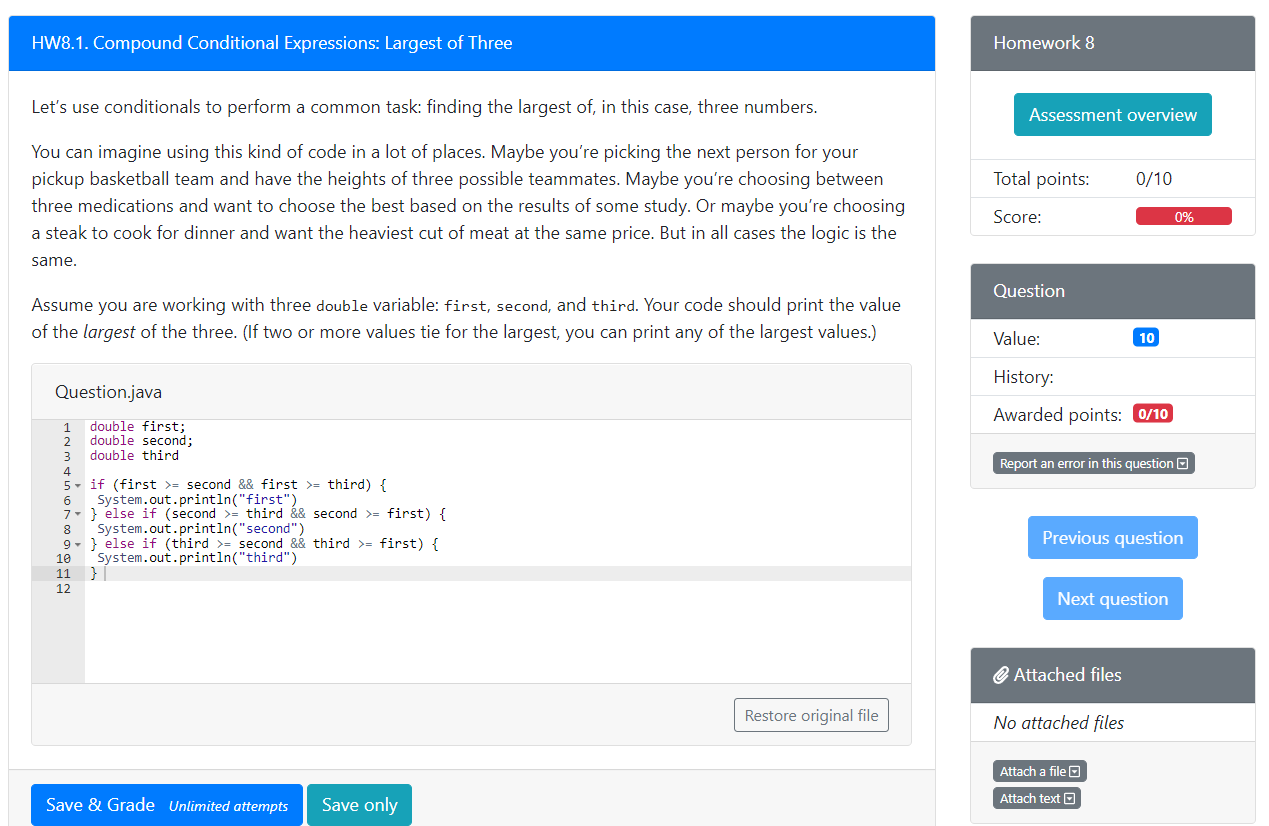 HW8.1. Compound Conditional Expressions: Largest of Three
Let's use conditionals to perform a common task: finding the largest of, in this case, three numbers.
You can imagine using this kind of code in a lot of places. Maybe you're picking the next person for your
pickup basketball team and have the heights of three possible teammates. Maybe you're choosing between
three medications and want to choose the best based on the results of some study. Or maybe you're choosing
a steak to cook for dinner and want the heaviest cut of meat at the same price. But in all cases the logic is the
same.
Assume you are working with three double variable: first, second, and third. Your code should print the value
of the largest of the three. (If two or more values tie for the largest, you can print any of the largest values.)
Question.java
1 double first;
2 double second;
3 double third
4
5 if (first >= second && first >= third) {
6  System.out.println("first")
7 } else if (second >= third && second >= first) {
8  System.out.println("second")
9 } else if (third >= second && third >= first) {
10  System.out.println("third")
11 }
12
Restore original file
Save & Grade Unlimited attempts
Save only
Homework 8
Assessment overview
Total points: 0/10
Score: 0%
Question
Value: 10
History:
Awarded points: 0/10
Report an error in this question
Previous question
Next question
Attached files
No attached files
Attach a file
Attach text